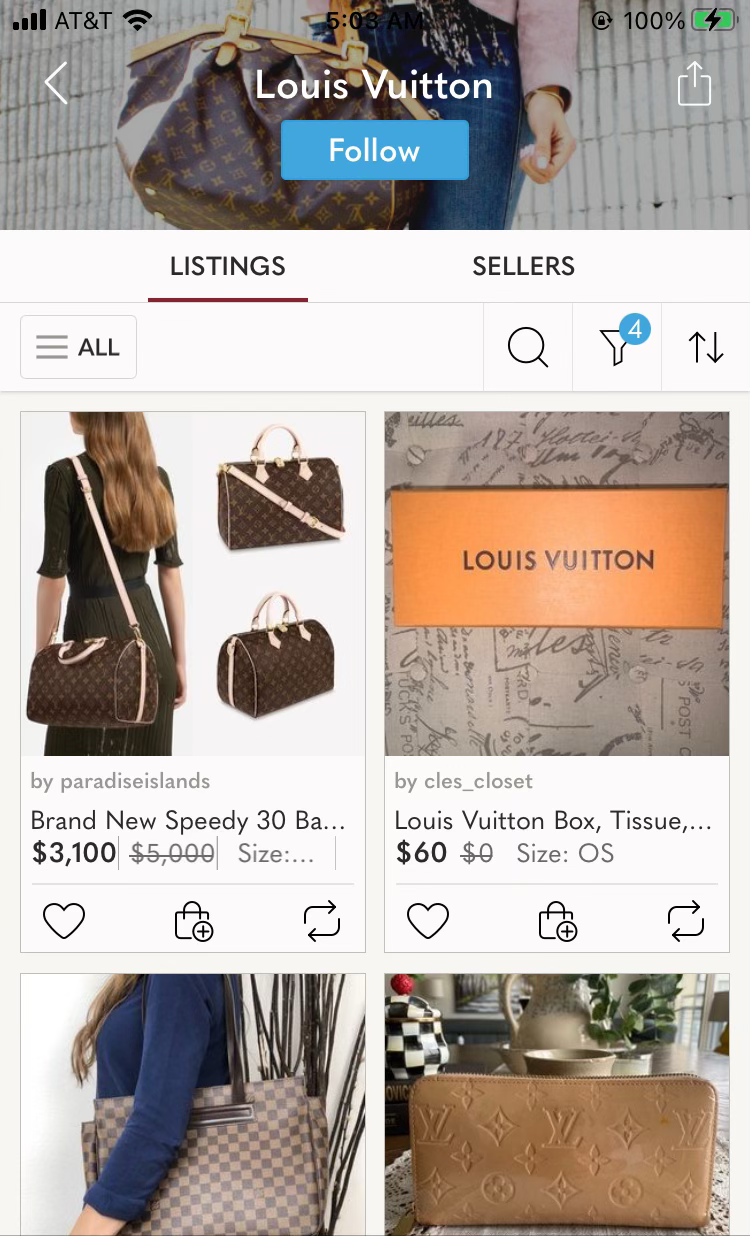 AT&T 5:03 AM 100%
Louis Vuitton
Follow
LISTINGS SELLERS
ALL 4
LOUIS VUITTON
by paradiseislands
Brand New Speedy 30 Ba...
$3,100 $5,000 Size:...
by cles_closet
Louis Vuitton Box, Tissue,...
$60 $0 Size: OS